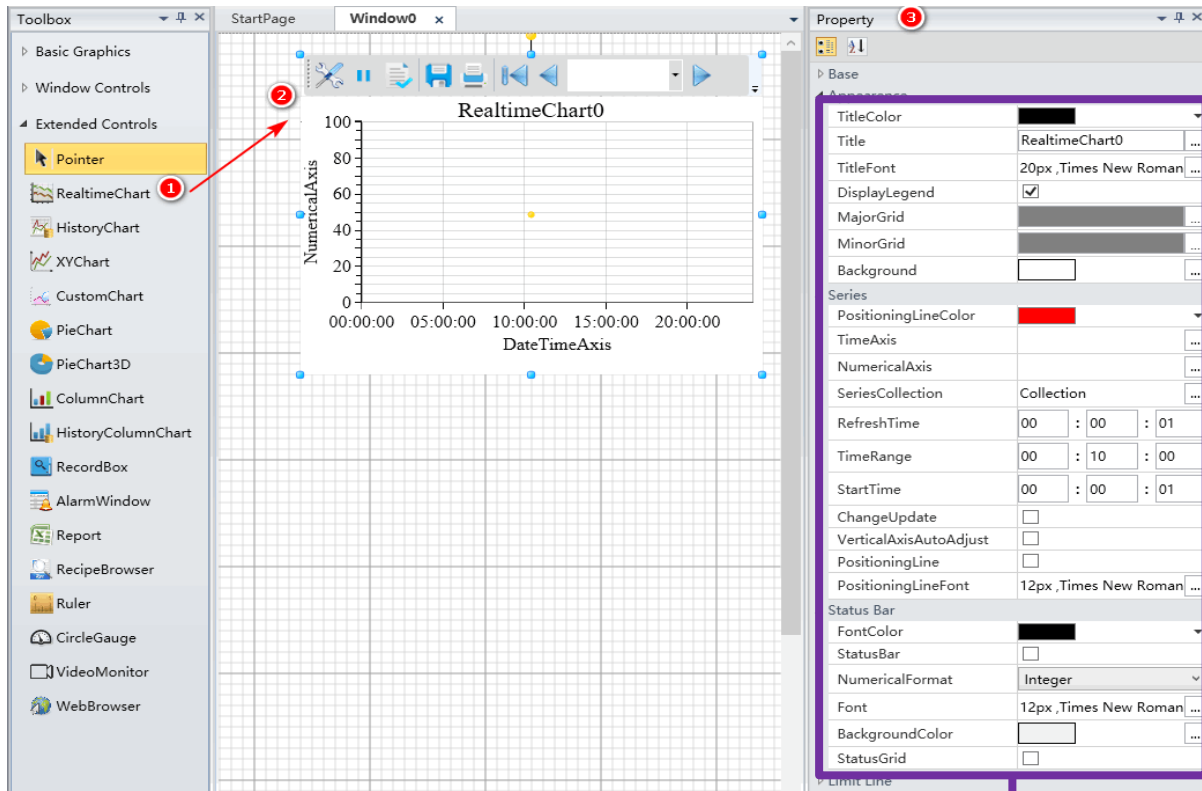 Toolbox
Basic Graphics
Window Controls
Extended Controls
Pointer
RealtimeChart
HistoryChart
XYChart
CustomChart
PieChart
PieChart3D
ColumnChart
HistoryColumnChart
RecordBox
AlarmWindow
Report
RecipeBrowser
Ruler
CircleGauge
VideoMonitor
WebBrowser
1
StartPage Window0 x
2
RealtimeChart0
NumericalAxis
100
80
60
40
20
0
00:00:00 05:00:00 10:00:00 15:00:00 20:00:00
DateTimeAxis
Property 3
Base
Appearance
TitleColor
Title RealtimeChart0 ...
TitleFont 20px ,Times New Roman ...
DisplayLegend
MajorGrid ...
MinorGrid ...
Background ...
Series
PositioningLineColor
TimeAxis ...
NumericalAxis ...
SeriesCollection Collection ...
RefreshTime 00 : 00 : 01
TimeRange 00 : 10 : 00
StartTime 00 : 00 : 01
ChangeUpdate
VerticalAxisAutoAdjust
PositioningLine
PositioningLineFont 12px ,Times New Roman ...
Status Bar
FontColor
StatusBar
NumericalFormat Integer
Font 12px ,Times New Roman ...
BackgroundColor ...
StatusGrid
Limit Line